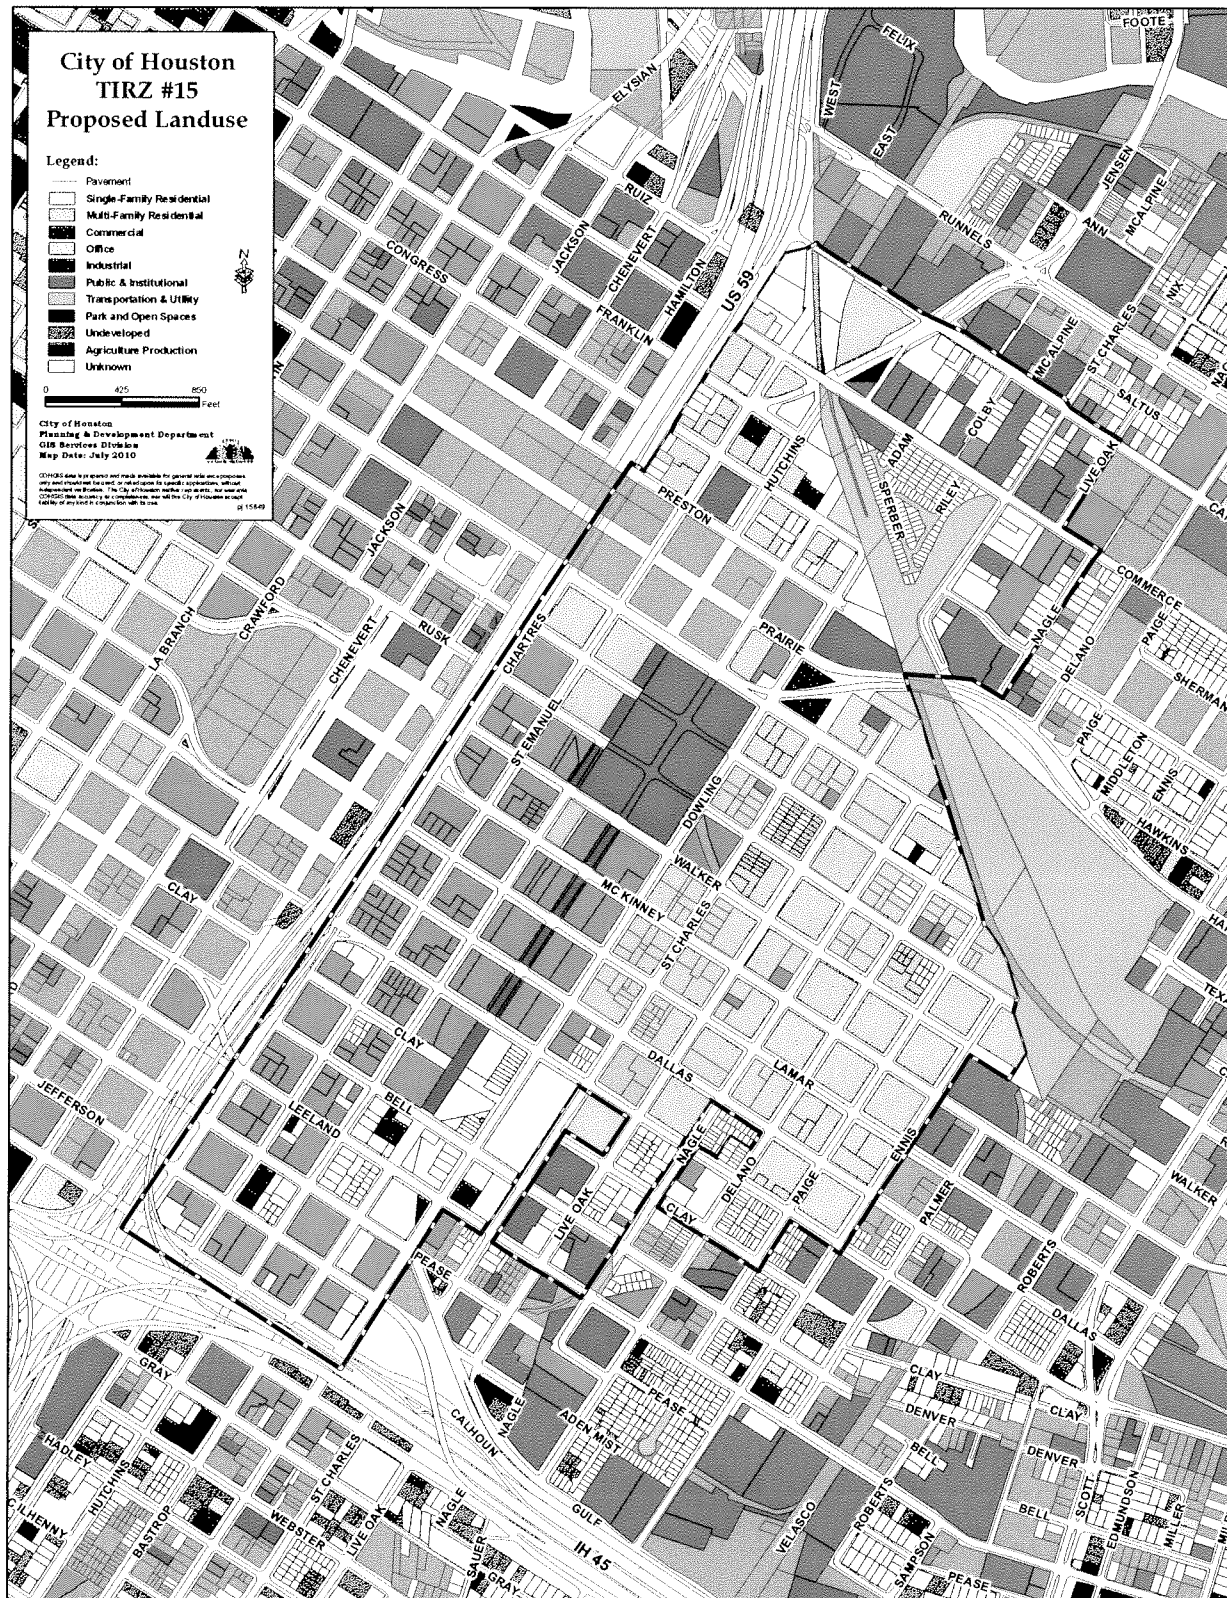 City of Houston
TIRZ #15
Proposed Landuse
Legend:
Pavement
Single-Family Residential
Multi-Family Residential
Commercial
Office
Industrial
Public & Institutional
Transportation & Utility
Park and Open Spaces
Undeveloped
Agriculture Production
Unknown
N
0 425 850
Feet
City of Houston
Planning & Development Department
GIS Services Division
Map Date: July 2010
pj 15849
FOOTE
FELIX
ELYSIAN
WEST
EAST
JENSEN
RUIZ
MCALPINE
ANN
RUNNELS
JACKSON
CHENEVERT
CONGRESS
HAMILTON
US 59
NIX
FRANKLIN
ST CHARLES
MC ALPINE
SALTUS
COLBY
HUTCHINS
ADAM
LIVE OAK
RILEY
SPERBER
PRESTON
JACKSON
COMMERCE
CRAWFORD
LA BRANCH
CHENEVERT
RUSK
CHARTRES
PRAIRIE
NAGLE
DELANO
PAIGE
SHERMAN
ST EMANUEL
PAIGE
MIDDLETON
ENNIS
DOWLING
HAWKINS
WALKER
CLAY
MC KINNEY
ST CHARLES
CLAY
DALLAS
LAMAR
JEFFERSON
BELL
LEELAND
NAGLE
ENNIS
DELANO
PAIGE
WALKER
LIVE OAK
PALMER
CLAY
ROBERTS
PEASE
DALLAS
GRAY
CLAY
PEASE
CLAY
NAGLE
DENVER
CALHOUN
ADEN MIST
BELL
DENVER
HADLEY
HUTCHINS
ST CHARLES
SCOTT
EDMUNDSON
NAGLE
BELL
MILLER
BASTROP
WEBSTER
LIVE OAK
GULF
ROBERTS
VELASCO
SAMPSON
IH 45
SAUER
GRAY
PEASE